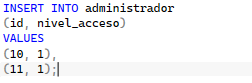 INSERT INTO administrador
(id, nivel_acceso)
VALUES
(10, 1),
(11, 1);